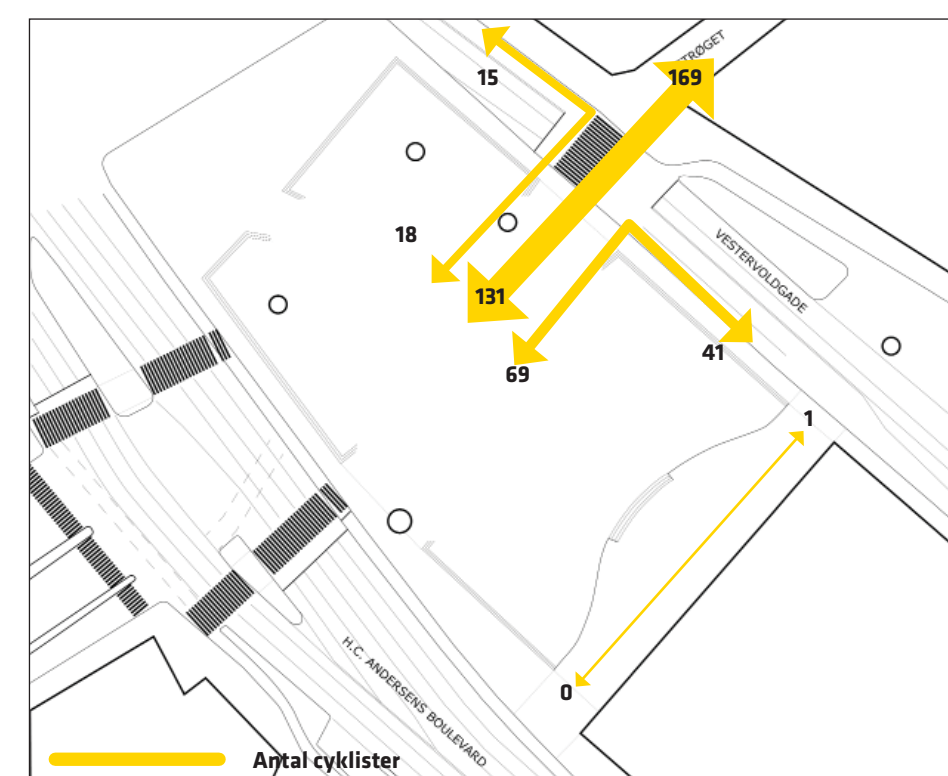 STRØGET
15
169
18
VESTERVOLDGADE
131
41
69
1
0
H.C. ANDERSENS BOULEVARD
Antal cyklister